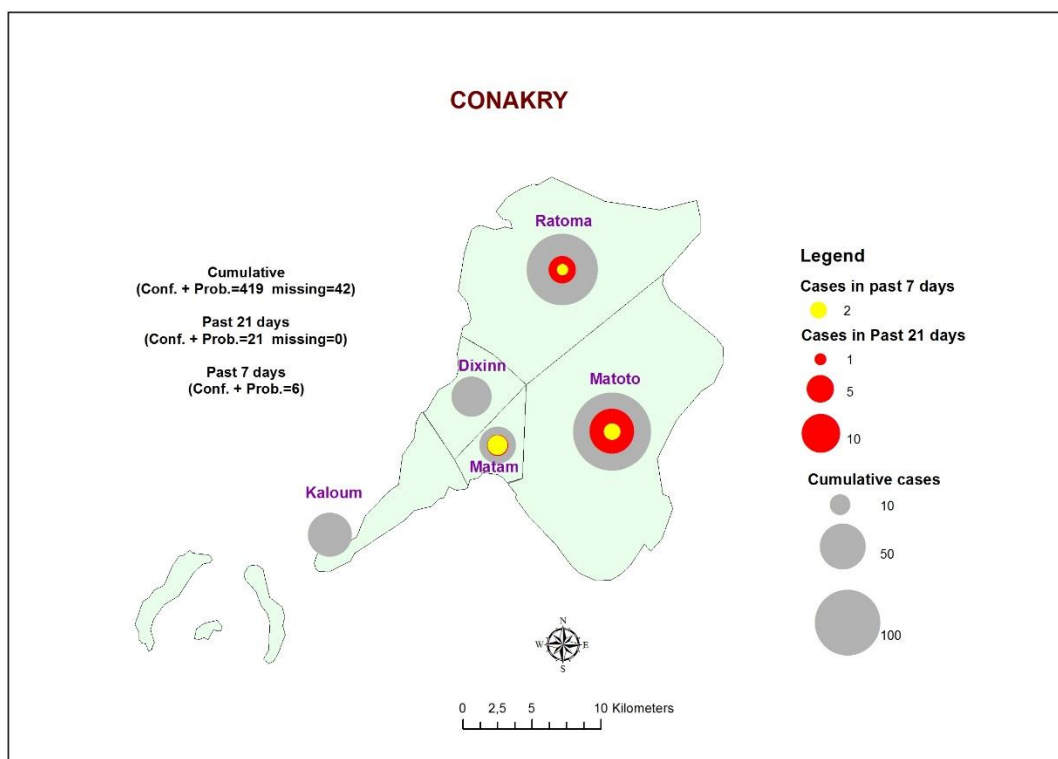 CONAKRY
Ratoma
Cumulative
(Conf. + Prob.=419 missing=42)
Past 21 days
(Conf. + Prob.=21 missing=0)
Past 7 days
(Conf. + Prob.=6)
Dixinn
Matoto
Matam
Kaloum
Legend
Cases in past 7 days
2
Cases in Past 21 days
1
5
10
Cumulative cases
10
50
100
N
W E
S
0 2,5 5 10 Kilometers